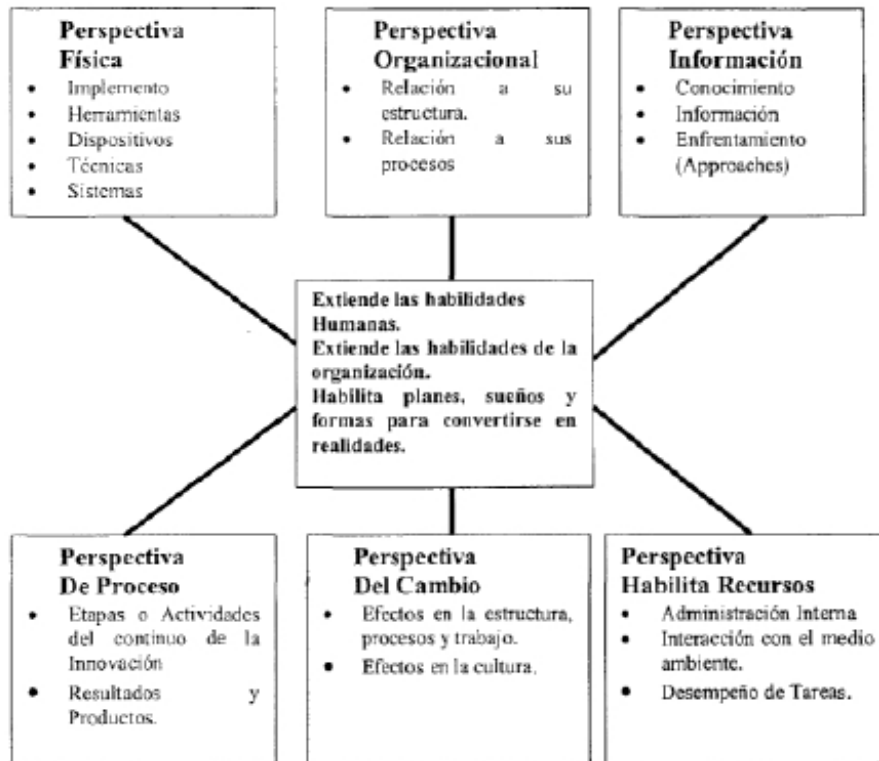 Perspectiva
Física
• Implemento
• Herramientas
• Dispositivos
• Técnicas
• Sistemas
Perspectiva
Organizacional
• Relación a su
estructura.
• Relación a sus
procesos
Perspectiva
Información
• Conocimiento
• Información
• Enfrentamiento
(Approaches)
Extiende las habilidades
Humanas.
Extiende las habilidades de la
organización.
Habilita planes, sueños y
formas para convertirse en
realidades.
Perspectiva
De Proceso
• Etapas o Actividades
del continuo de la
Innovación
• Resultados y
Productos.
Perspectiva
Del Cambio
• Efectos en la estructura,
procesos y trabajo.
• Efectos en la cultura.
Perspectiva
Habilita Recursos
• Administración Interna
• Interacción con el medio
ambiente.
• Desempeño de Tareas.